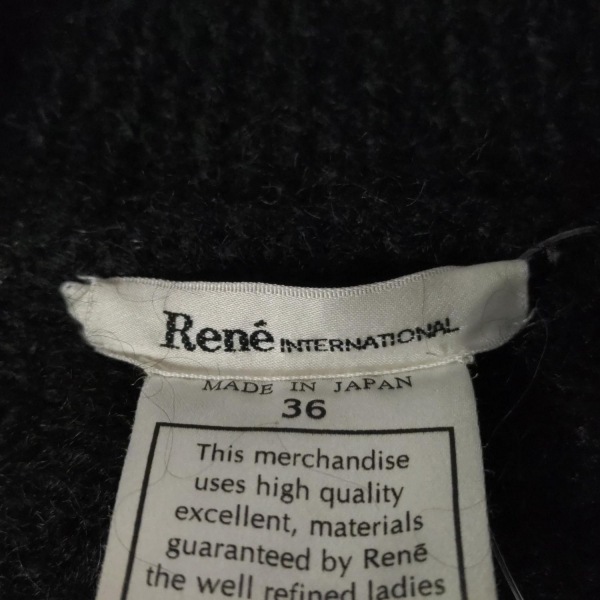 René INTERNATIONAL
MADE IN JAPAN
36
This merchandise
uses high quality
excellent, materials
guaranteed by René
the well refined ladies